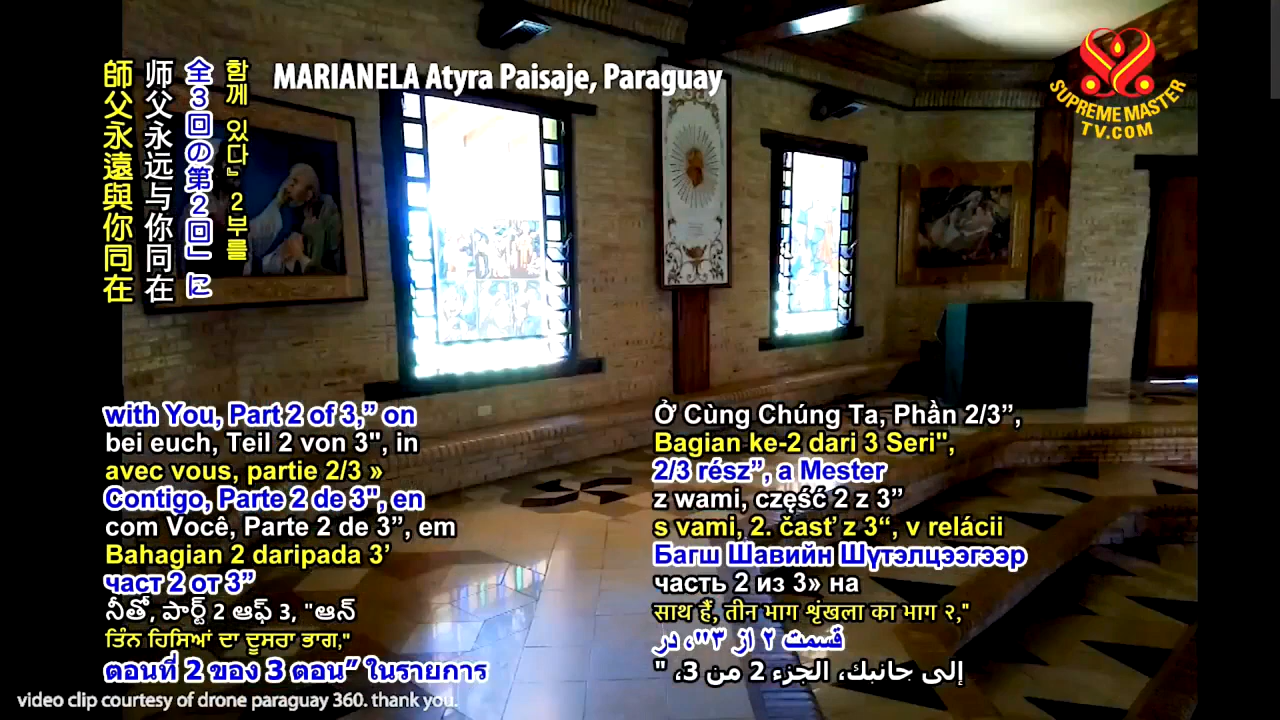 MARIANELA Atyra Paisaje, Paraguay
SUPREME MASTER
TV.COM
師父永遠與你同在
师父永远与你同在
全3回の第2回」に
함께 있다』 2부를
with You, Part 2 of 3,” on
bei euch, Teil 2 von 3", in
avec vous, partie 2/3 »
Contigo, Parte 2 de 3", en
com Você, Parte 2 de 3”, em
Bahagian 2 daripada 3’
част 2 от 3”
నీతో, పార్ట్ 2 ఆఫ్ 3, "ఆన్
ਤਿੰਨ ਹਿਸਿਆਂ ਦਾ ਦੂਸਰਾ ਭਾਗ,"
ตอนที่ 2 ของ 3 ตอน” ในรายการ
Ở Cùng Chúng Ta, Phần 2/3”,
Bagian ke-2 dari 3 Seri",
2/3 rész”, a Mester
z wami, część 2 z 3”
s vami, 2. časť z 3“, v relácii
Багш Шавийн Шүтэлцээгээр
часть 2 из 3» на
साथ हैं, तीन भाग श्रृंखला का भाग २,"
قسمت ۲ از ۳"، در
إلى جانبك، الجزء 2 من 3، "
video clip courtesy of drone paraguay 360. thank you.